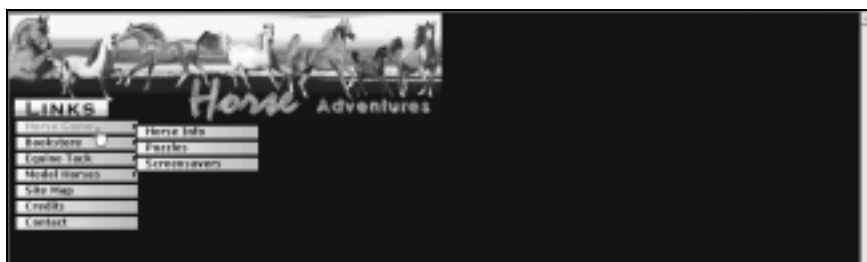 Horse Adventures
LINKS
Horse Games
Bookstore
Equine Tack
Model Horses
Site Map
Credits
Contact
Horse Info
Puzzles
Screensavers